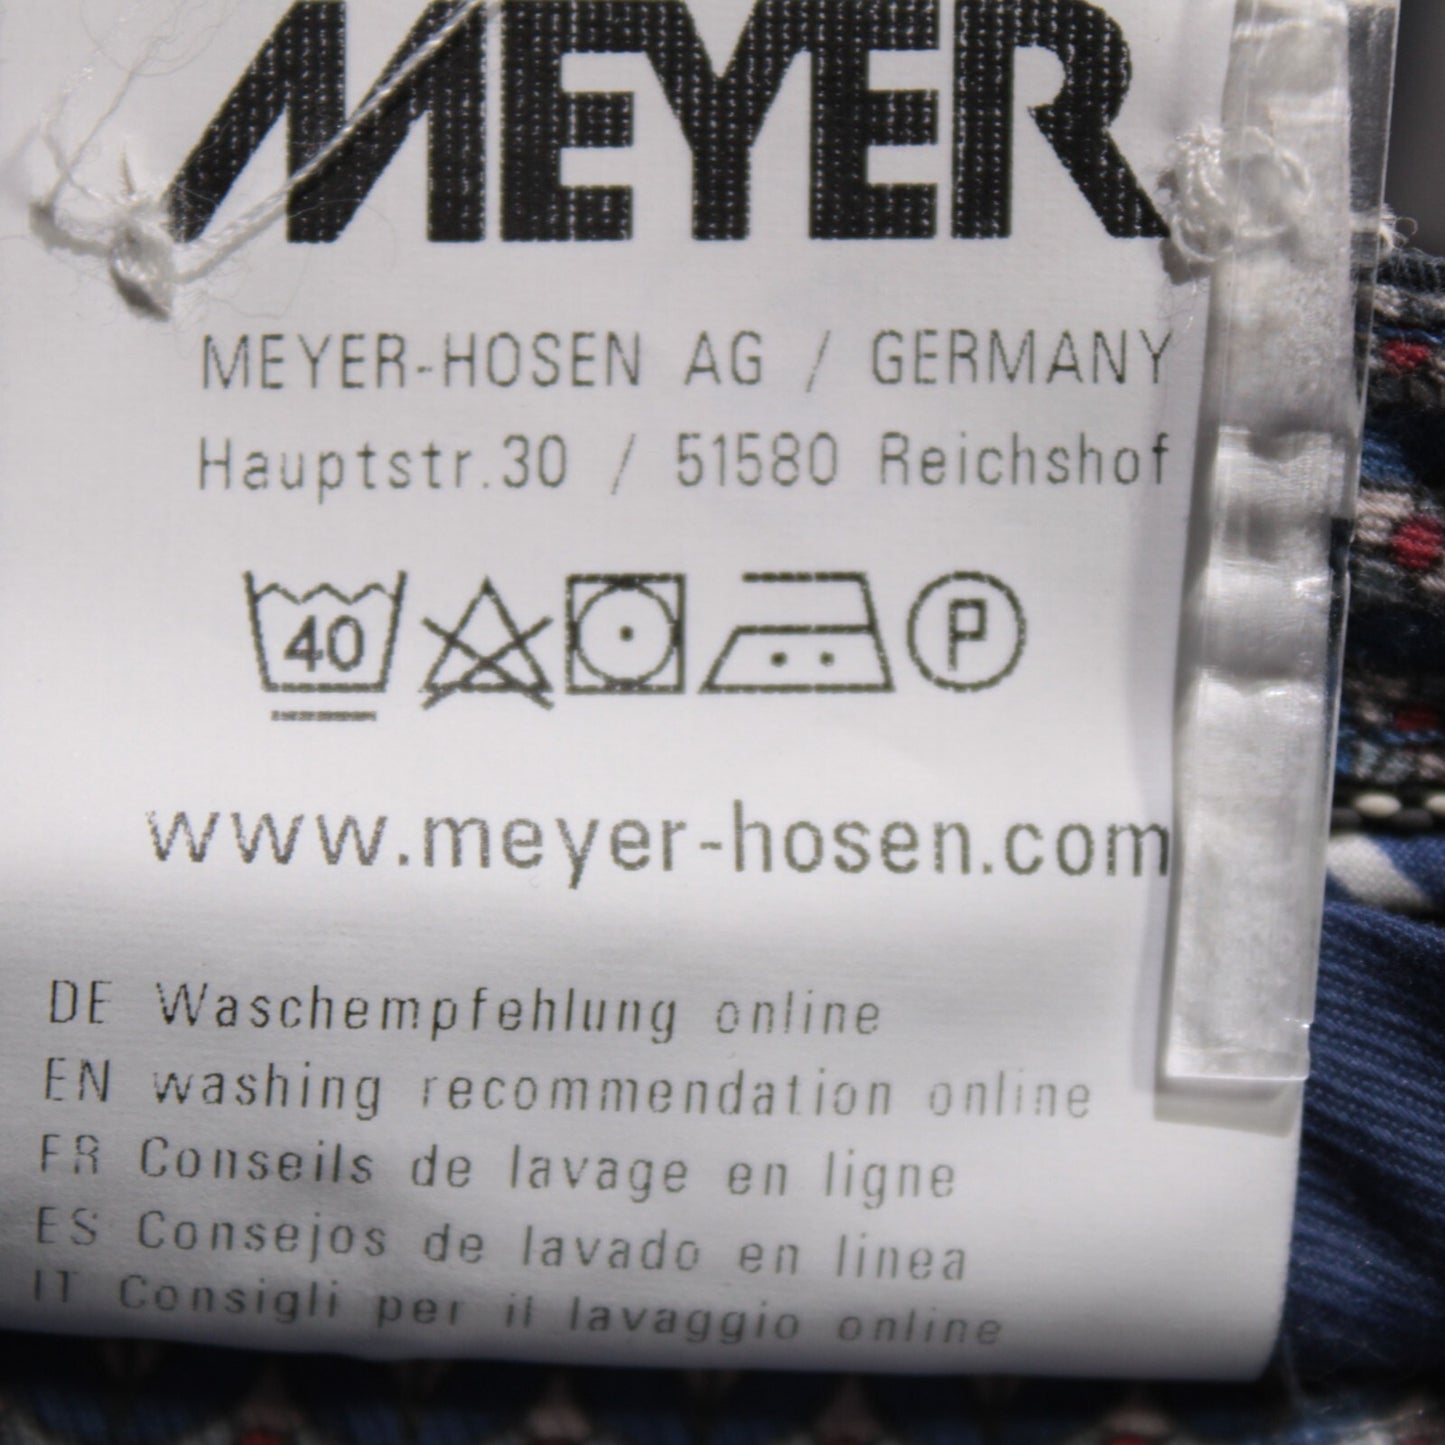 MEYER
MEYER-HOSEN AG / GERMANY
Hauptstr.30 / 51580 Reichshof
40 P
www.meyer-hosen.com
DE Waschempfehlung online
EN washing recommendation online
FR Conseils de lavage en ligne
ES Consejos de lavado en linea
IT Consigli per il lavaggio online